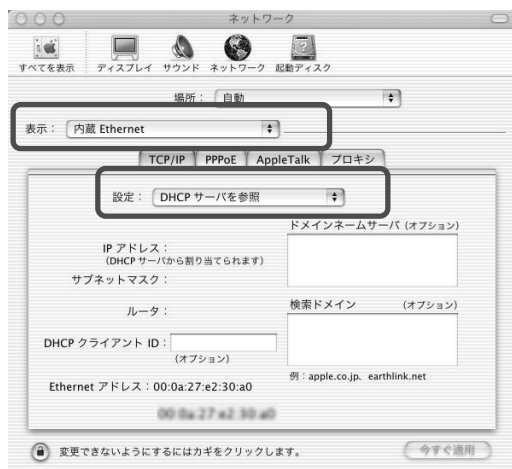 ネットワーク
すべてを表示 ディスプレイ サウンド ネットワーク 起動ディスク
場所： 自動
表示： 内蔵 Ethernet
TCP/IP PPPoE AppleTalk プロキシ
設定： DHCP サーバを参照
ドメインネームサーバ (オプション)
IP アドレス：
(DHCP サーバから割り当てられます)
サブネットマスク：
ルータ：
検索ドメイン (オプション)
DHCP クライアント ID：
(オプション)
例：apple.co.jp、earthlink.net
Ethernet アドレス：00:0a:27:e2:30:a0
00:0a:27:e2:30:a0
変更できないようにするにはカギをクリックします。
今すぐ適用